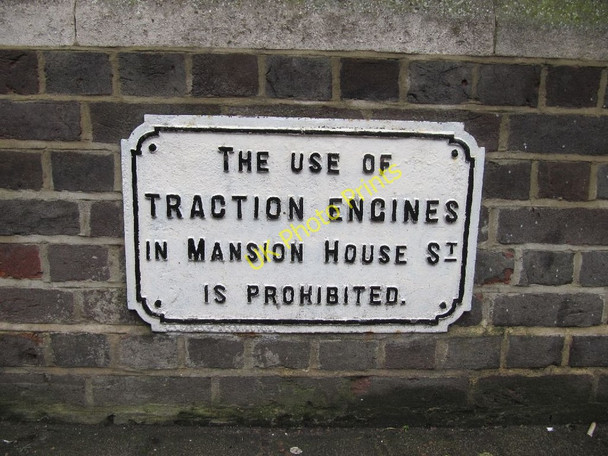 THE USE OF
TRACTION ENGINES
IN MANSION HOUSE ST
IS PROHIBITED.
UK Photo Prints